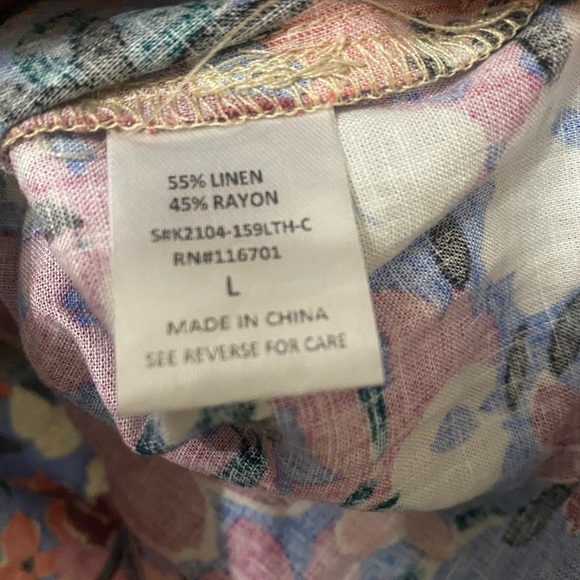 55% LINEN
45% RAYON
S#K2104-159LTH-C
RN#116701
L
MADE IN CHINA
SEE REVERSE FOR CARE